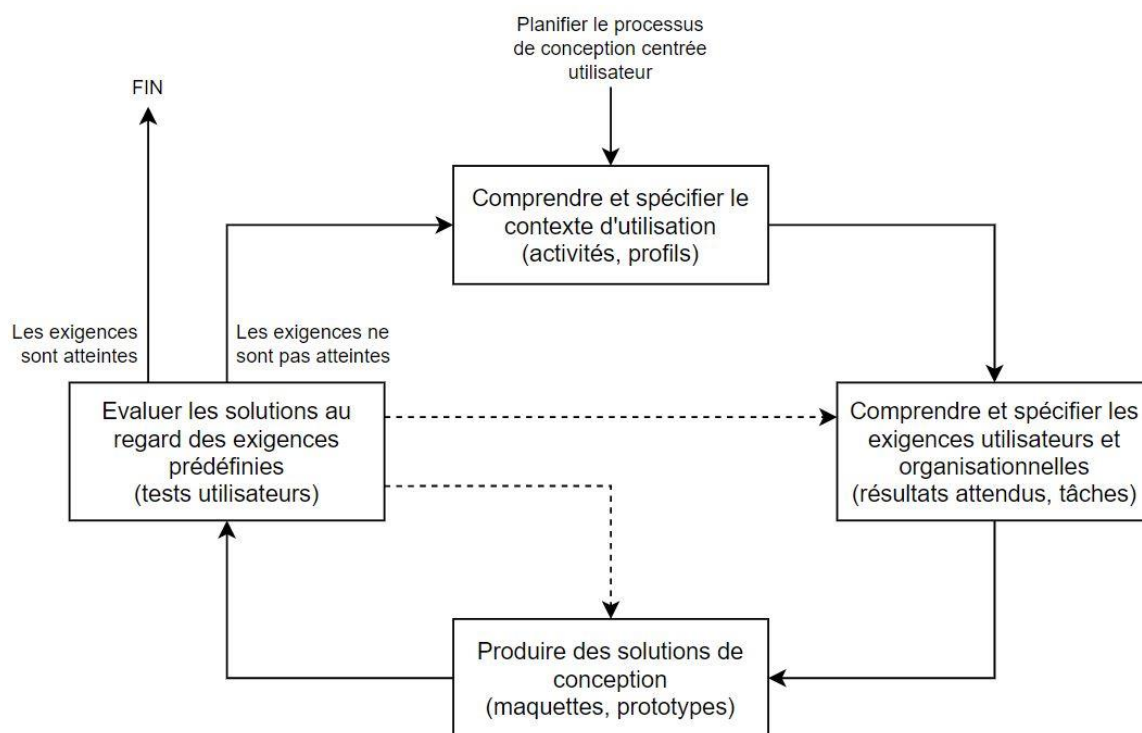 Planifier le processus
de conception centrée
utilisateur
FIN
Comprendre et spécifier le
contexte d'utilisation
(activités, profils)
Les exigences
sont atteintes
Les exigences ne
sont pas atteintes
Evaluer les solutions au
regard des exigences
prédéfinies
(tests utilisateurs)
Comprendre et spécifier les
exigences utilisateurs et
organisationnelles
(résultats attendus, tâches)
Produire des solutions de
conception
(maquettes, prototypes)